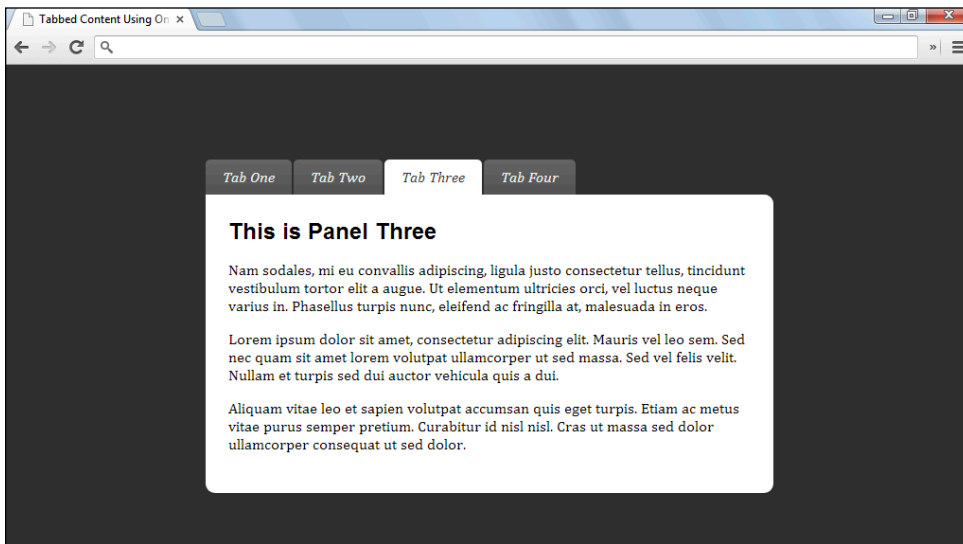 Tabbed Content Using On
Tab One
Tab Two
Tab Three
Tab Four
This is Panel Three
Nam sodales, mi eu convallis adipiscing, ligula justo consectetur tellus, tincidunt
vestibulum tortor elit a augue. Ut elementum ultricies orci, vel luctus neque
varius in. Phasellus turpis nunc, eleifend ac fringilla at, malesuada in eros.
Lorem ipsum dolor sit amet, consectetur adipiscing elit. Mauris vel leo sem. Sed
nec quam sit amet lorem volutpat ullamcorper ut sed massa. Sed vel felis velit.
Nullam et turpis sed dui auctor vehicula quis a dui.
Aliquam vitae leo et sapien volutpat accumsan quis eget turpis. Etiam ac metus
vitae purus semper pretium. Curabitur id nisl nisl. Cras ut massa sed dolor
ullamcorper consequat ut sed dolor.